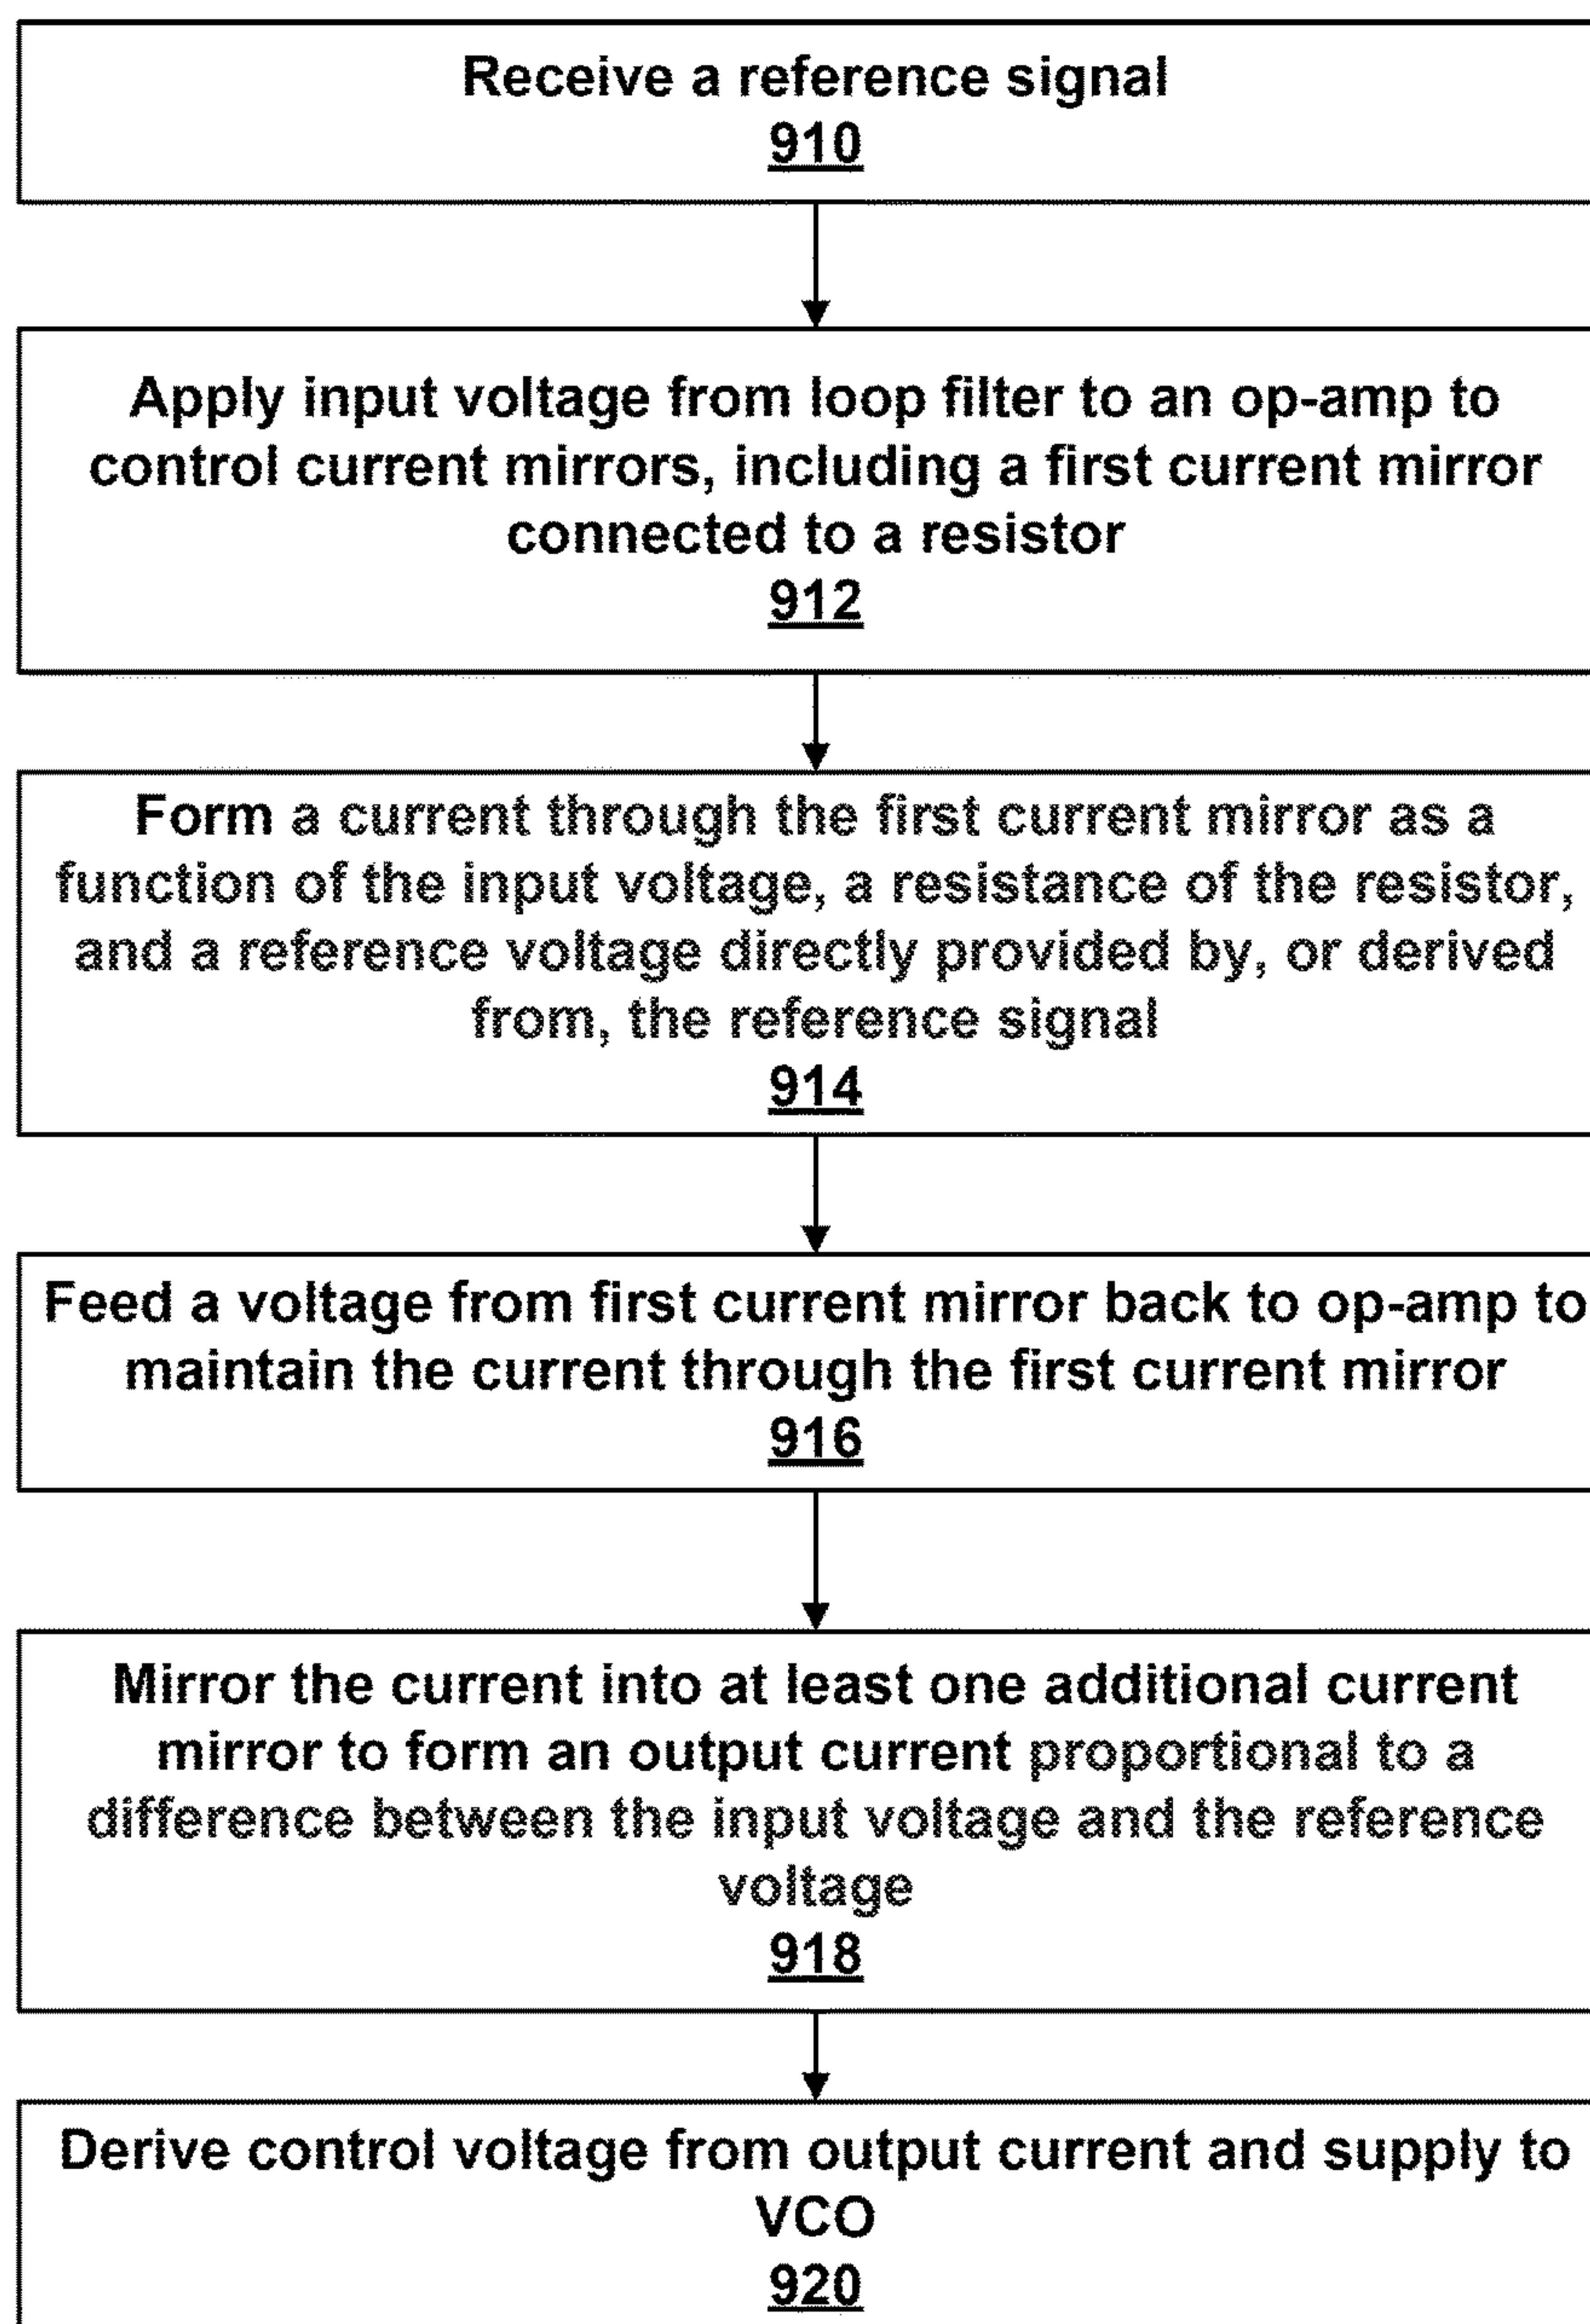 Receive a reference signal
910
Apply input voltage from loop filter to an op-amp to
control current mirrors, including a first current mirror
connected to a resistor
912
Form a current through the first current mirror as a
function of the input voltage, a resistance of the resistor,
and a reference voltage directly provided by, or derived
from, the reference signal
914
Feed a voltage from first current mirror back to op-amp to
maintain the current through the first current mirror
916
Mirror the current into at least one additional current
mirror to form an output current proportional to a
difference between the input voltage and the reference
voltage
918
Derive control voltage from output current and supply to
VCO
920